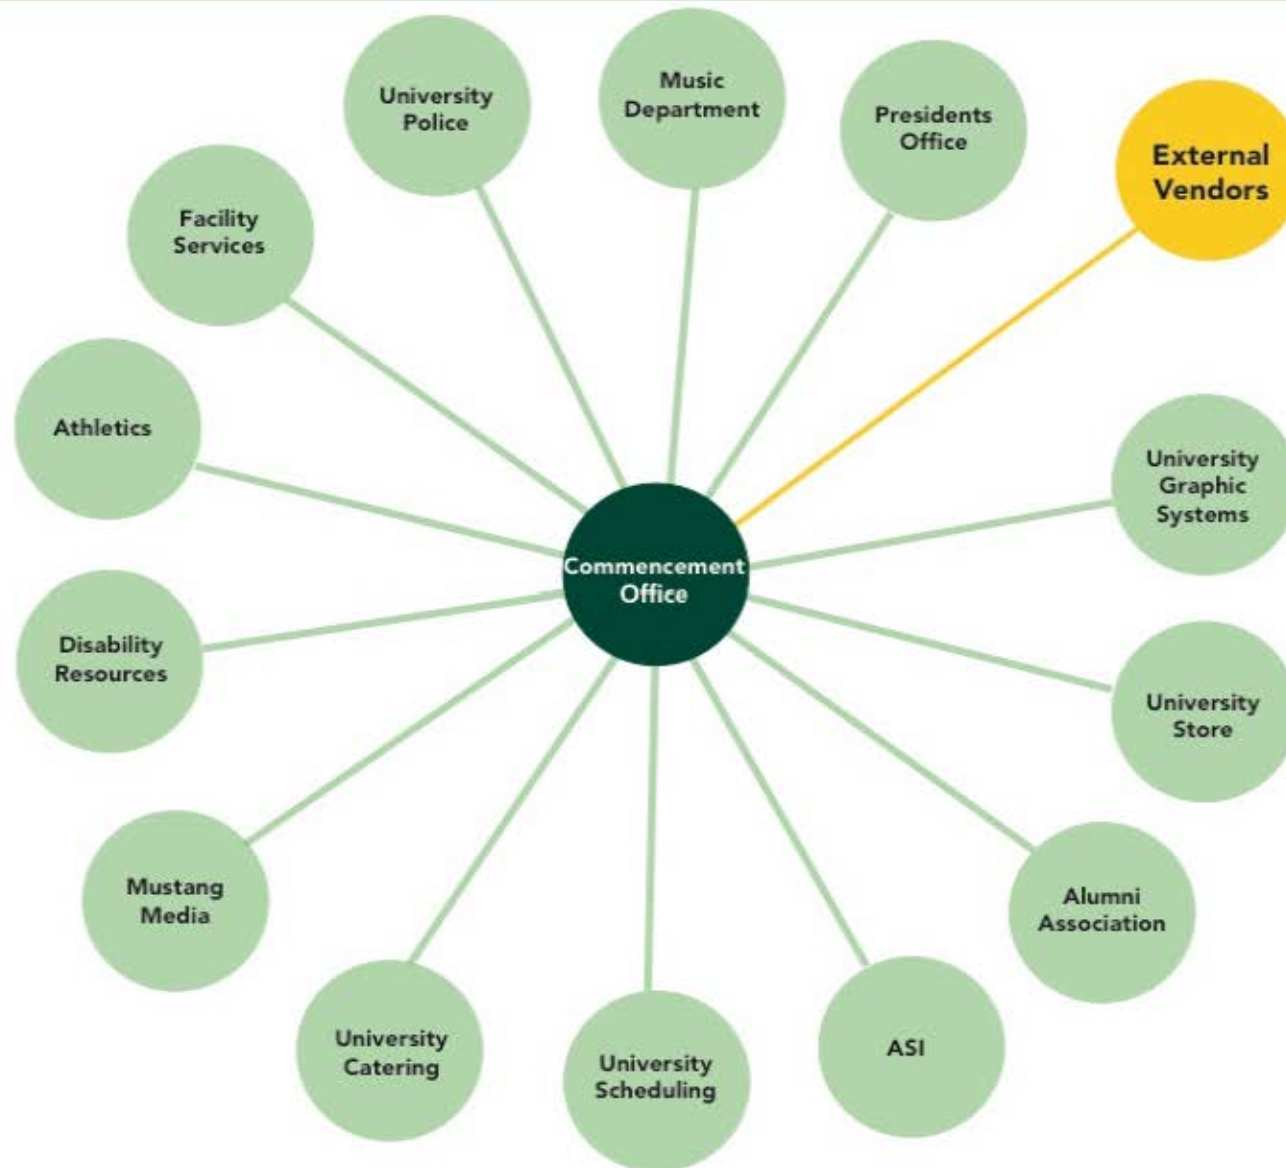 University
Police
Music
Department
Presidents
Office
External
Vendors
Facility
Services
Athletics
University
Graphic
Systems
Commencement
Office
Disability
Resources
University
Store
Mustang
Media
Alumni
Association
University
Catering
University
Scheduling
ASI